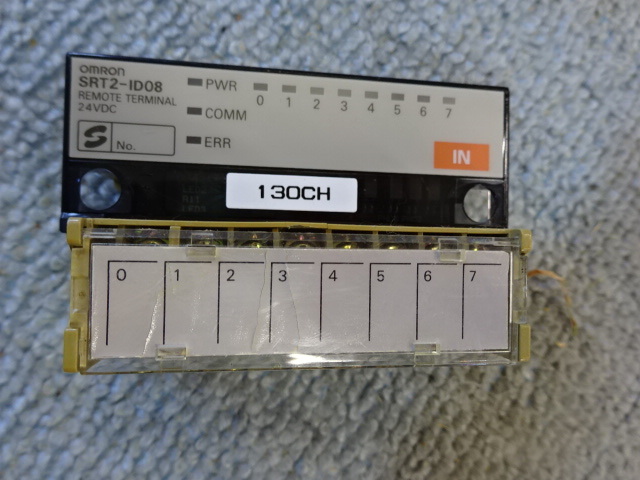 OMRON
SRT2-ID08
REMOTE TERMINAL
24VDC
S No.
PWR
COMM
ERR
0 1 2 3 4 5 6 7
IN
130CH
0 1 2 3 4 5 6 7